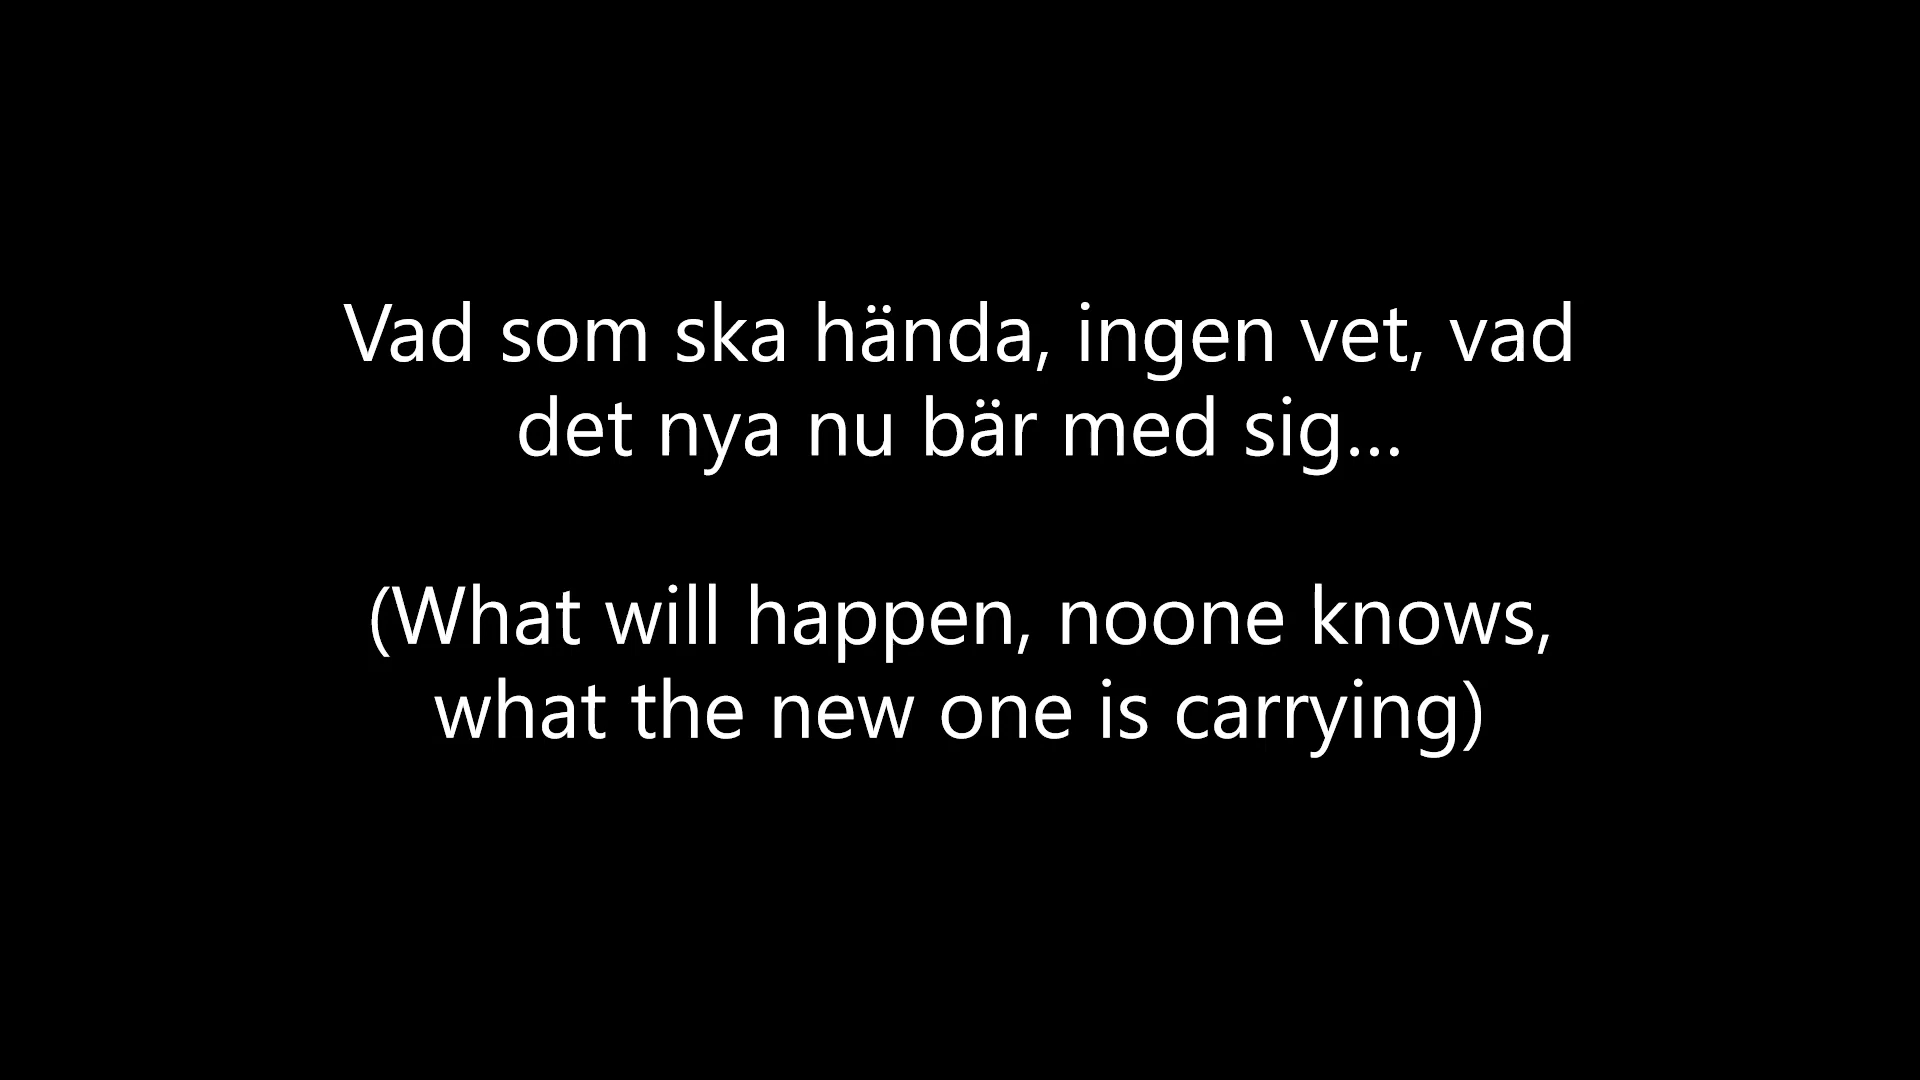 Vad som ska hända, ingen vet, vad
det nya nu bär med sig...
(What will happen, noone knows,
what the new one is carrying)